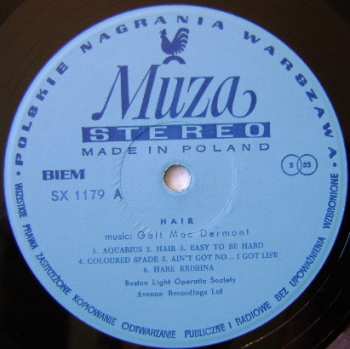 • POLSKIE NAGRANIA WARSZAWA •
Muza
STEREO
MADE IN POLAND
BIEM
SX 1179 A
S 33
HAIR
music: Galt Mac Dermont
1. AQUARIUS 2. HAIR 3. EASY TO BE HARD
4. COLOURED SPADE 5. AIN'T GOT NO... I GOT LIFE
6. HARE KRISHNA
Boston Light Operatic Society
Avenue Recordings Ltd
WSZYSTKIE PRAWA ZASTRZEŻONE KOPIOWANIE ODTWARZANIE PUBLICZNE I RADIOWE BEZ UPOWAŻNIENIA WZBRONIONE